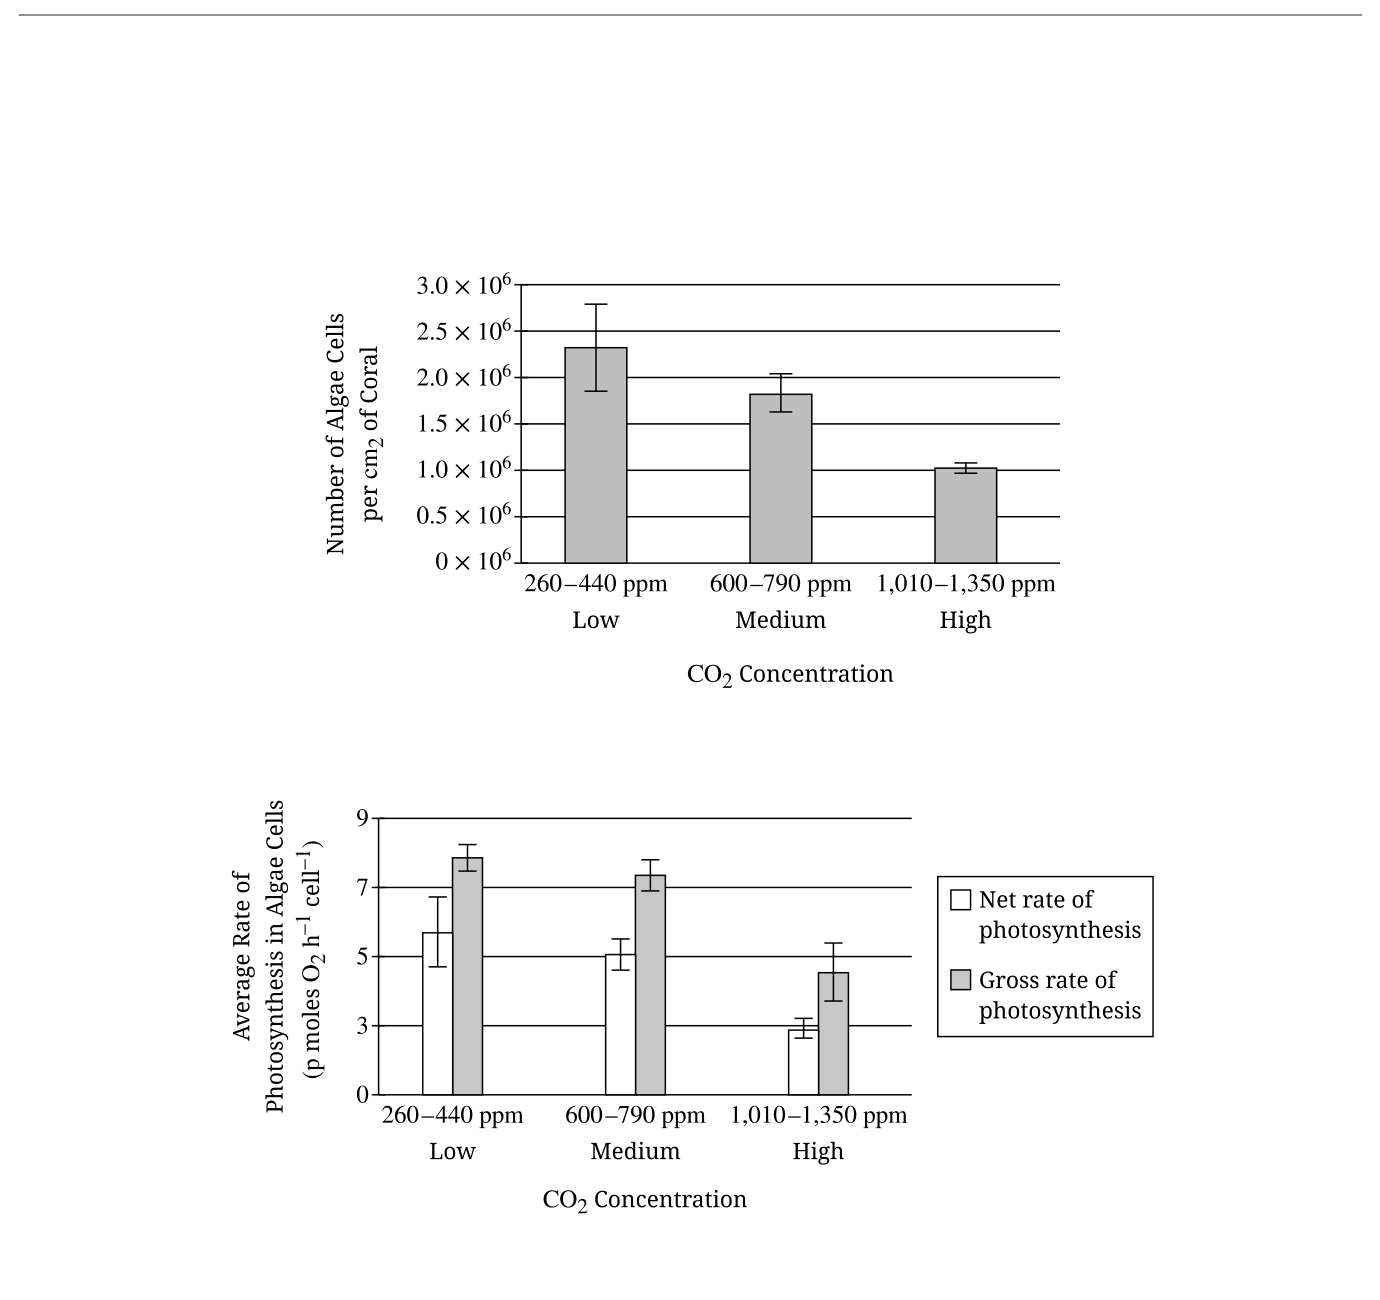 3.0 × 10⁶
2.5 × 10⁶
2.0 × 10⁶
1.5 × 10⁶
1.0 × 10⁶
0.5 × 10⁶
0 × 10⁶
Number of Algae Cells
per cm₂ of Coral
260–440 ppm 600–790 ppm 1,010–1,350 ppm
Low Medium High
CO₂ Concentration
9
7
5
3
0
Average Rate of
Photosynthesis in Algae Cells
(p moles O₂ h⁻¹ cell⁻¹)
260–440 ppm 600–790 ppm 1,010–1,350 ppm
Low Medium High
CO₂ Concentration
Net rate of
photosynthesis
Gross rate of
photosynthesis